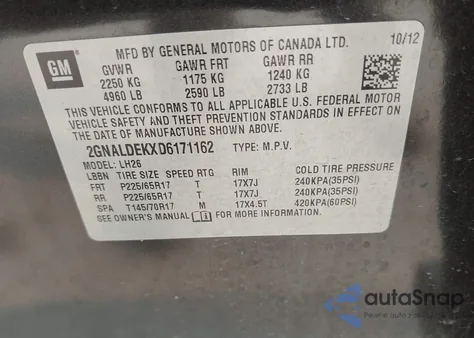 GM
MFD BY GENERAL MOTORS OF CANADA LTD.
10/12
GVWR GAWR FRT GAWR RR
2250 KG 1175 KG 1240 KG
4960 LB 2590 LB 2733 LB
THIS VEHICLE CONFORMS TO ALL APPLICABLE U.S. FEDERAL MOTOR
VEHICLE SAFETY AND THEFT PREVENTION STANDARDS IN EFFECT ON
THE DATE OF MANUFACTURE SHOWN ABOVE.
2GNALDEKXD6171162 TYPE: M.P.V.
MODEL: LH26
LBBN TIRE SIZE SPEED RTG RIM COLD TIRE PRESSURE
FRT P225/65R17 T 17X7J 240KPA(35PSI)
RR P225/65R17 T 17X7J 240KPA(35PSI)
SPA T145/70R17 M 17X4.5T 420KPA(60PSI)
SEE OWNER'S MANUAL
autoSnap